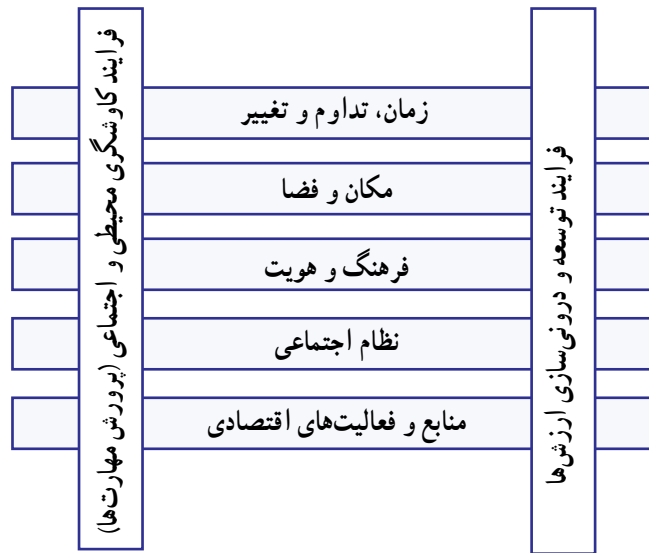 فرایند توسعه و درونی‌سازی ارزش‌ها
زمان، تداوم و تغییر
مکان و فضا
فرهنگ و هویت
نظام اجتماعی
منابع و فعالیت‌های اقتصادی
فرایند کاوشگری محیطی و اجتماعی (پرورش مهارت‌ها)